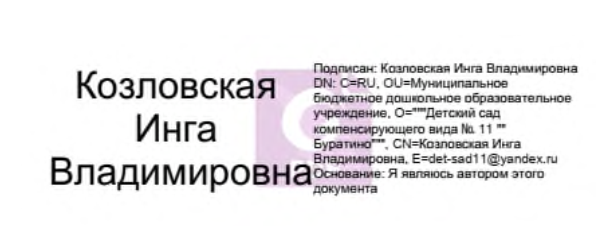 Козловская
Инга
Владимировна
Подписан: Козловская Инга Владимировна
DN: C=RU, OU=Муниципальное
бюджетное дошкольное образовательное
учреждение, O="""Детский сад
компенсирующего вида №. 11 ""
Буратино""", CN=Козловская Инга
Владимировна, E=det-sad11@yandex.ru
Основание: Я являюсь автором этого
документа